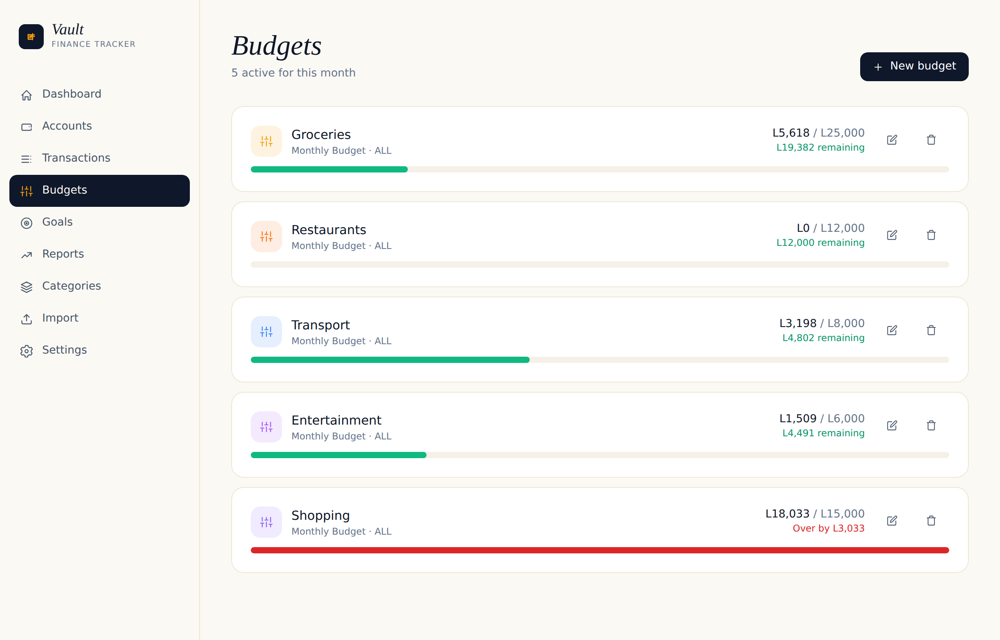 Vault
FINANCE TRACKER
Dashboard
Accounts
Transactions
Budgets
Goals
Reports
Categories
Import
Settings
Budgets
5 active for this month
New budget
Groceries
Monthly Budget · ALL
L5,618 / L25,000
L19,382 remaining
Restaurants
Monthly Budget · ALL
L0 / L12,000
L12,000 remaining
Transport
Monthly Budget · ALL
L3,198 / L8,000
L4,802 remaining
Entertainment
Monthly Budget · ALL
L1,509 / L6,000
L4,491 remaining
Shopping
Monthly Budget · ALL
L18,033 / L15,000
Over by L3,033